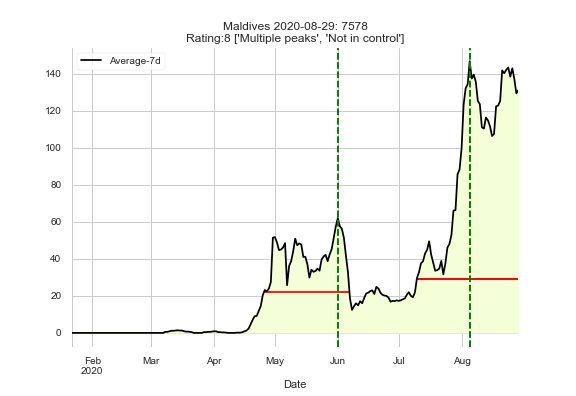 Maldives 2020-08-29: 7578
Rating:8 ['Multiple peaks', 'Not in control']
Average-7d
140
120
100
80
60
40
20
0
Feb Mar Apr May Jun Jul Aug
2020
Date